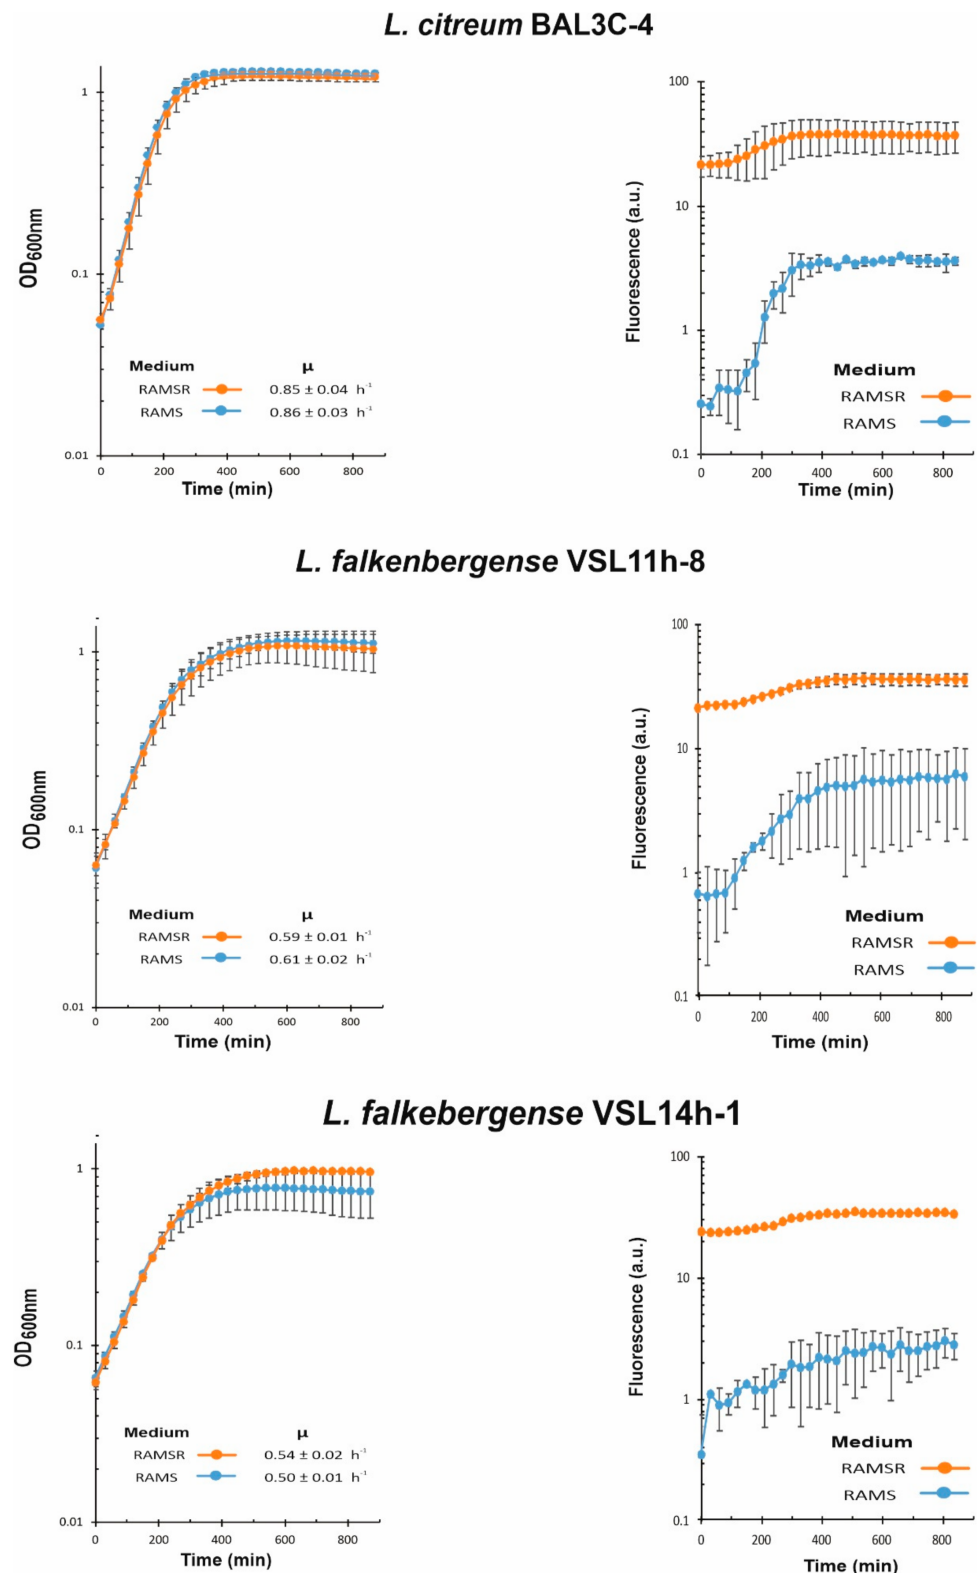 L. citreum BAL3C-4
OD600nm
1
0.1
0.01
Medium μ
RAMSR 0.85 ± 0.04 h-1
RAMS 0.86 ± 0.03 h-1
0 200 400 600 800
Time (min)
Fluorescence (a.u.)
100
10
1
0.1
Medium
RAMSR
RAMS
0 200 400 600 800
Time (min)
L. falkenbergense VSL11h-8
OD600nm
1
0.1
0.01
Medium μ
RAMSR 0.59 ± 0.01 h-1
RAMS 0.61 ± 0.02 h-1
0 200 400 600 800
Time (min)
Fluorescence (a.u.)
100
10
1
0.1
Medium
RAMSR
RAMS
0 200 400 600 800
Time (min)
L. falkebergense VSL14h-1
OD600nm
1
0.1
0.01
Medium μ
RAMSR 0.54 ± 0.02 h-1
RAMS 0.50 ± 0.01 h-1
0 200 400 600 800
Time (min)
Fluorescence (a.u.)
100
10
1
0.1
Medium
RAMSR
RAMS
0 200 400 600 800
Time (min)